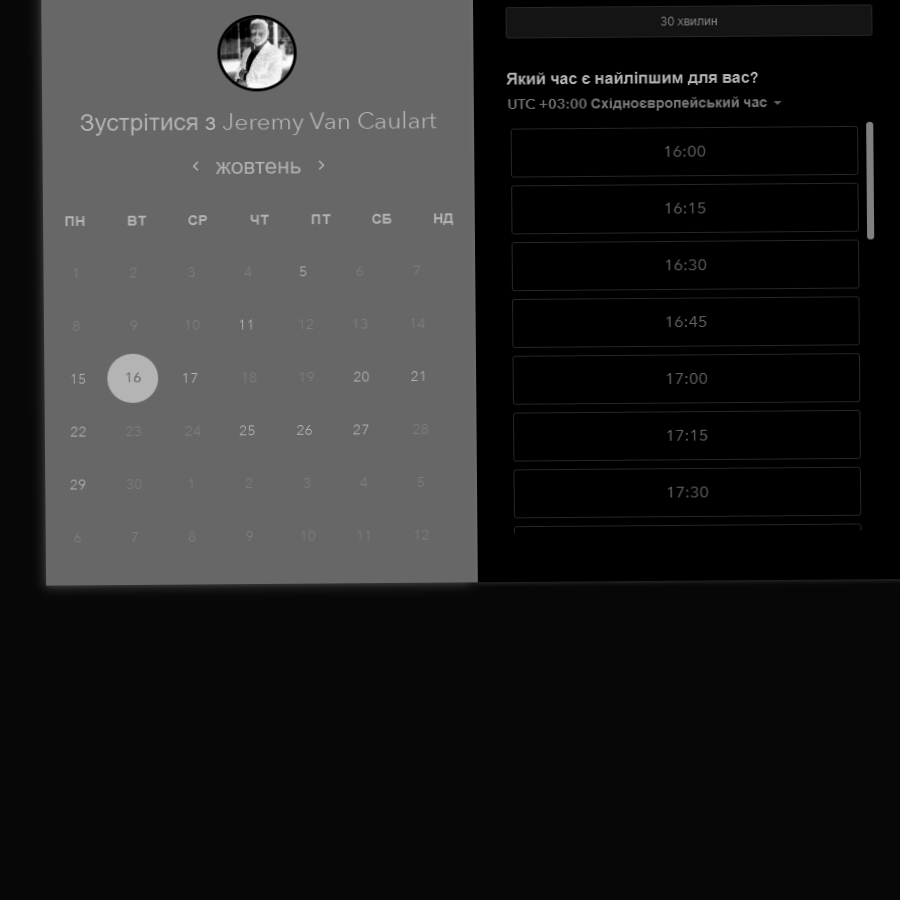 Зустрітися з Jeremy Van Caulart
жовтень
ПН ВТ СР ЧТ ПТ СБ НД
1 2 3 4 5 6 7
8 9 10 11 12 13 14
15 16 17 18 19 20 21
22 23 24 25 26 27 28
29 30 1 2 3 4 5
6 7 8 9 10 11 12
30 хвилин
Який час є найліпшим для вас?
UTC +03:00 Східноєвропейський час
16:00
16:15
16:30
16:45
17:00
17:15
17:30